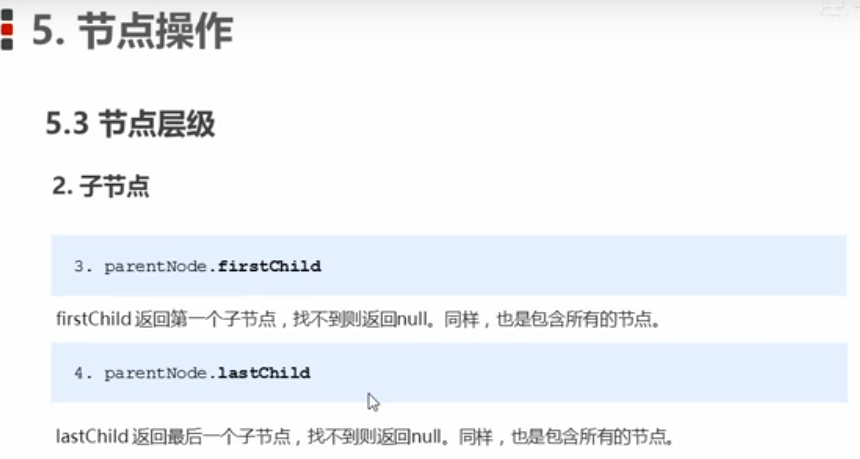 5. 节点操作
5.3 节点层级
2. 子节点
3. parentNode.firstChild
firstChild 返回第一个子节点，找不到则返回null。同样，也是包含所有的节点。
4. parentNode.lastChild
lastChild 返回最后一个子节点，找不到则返回null。同样，也是包含所有的节点。